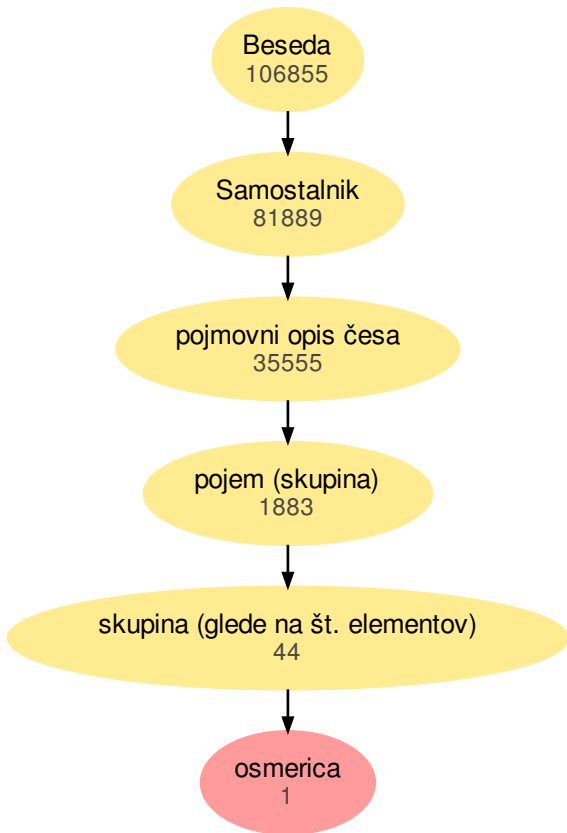 Beseda
106855
Samostalnik
81889
pojmovni opis česa
35555
pojem (skupina)
1883
skupina (glede na št. elementov)
44
osmerica
1